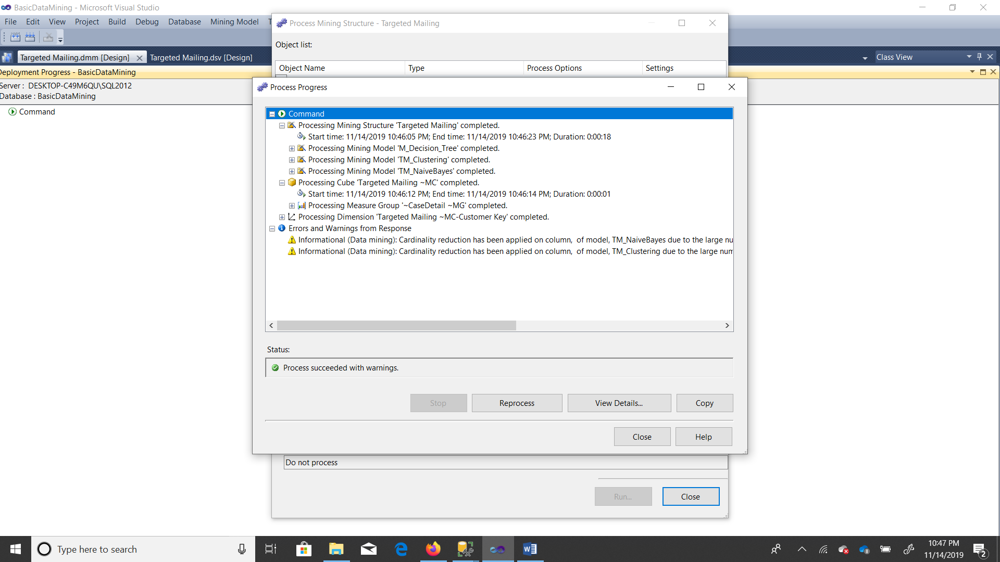 BasicDataMining - Microsoft Visual Studio
File Edit View Project Build Debug Database Mining Model T
Process Mining Structure - Targeted Mailing
Object list:
Targeted Mailing.dmm [Design] Targeted Mailing.dsv [Design]
Class View
Object Name Type Process Options Settings
Deployment Progress - BasicDataMining
Server : DESKTOP-C49M6QU\SQL2012
Database : BasicDataMining
Command
Process Progress
Command
Processing Mining Structure 'Targeted Mailing' completed.
Start time: 11/14/2019 10:46:05 PM; End time: 11/14/2019 10:46:23 PM; Duration: 0:00:18
Processing Mining Model 'M_Decision_Tree' completed.
Processing Mining Model 'TM_Clustering' completed.
Processing Mining Model 'TM_NaiveBayes' completed.
Processing Cube 'Targeted Mailing ~MC' completed.
Start time: 11/14/2019 10:46:12 PM; End time: 11/14/2019 10:46:14 PM; Duration: 0:00:01
Processing Measure Group '~CaseDetail ~MG' completed.
Processing Dimension 'Targeted Mailing ~MC-Customer Key' completed.
Errors and Warnings from Response
Informational (Data mining): Cardinality reduction has been applied on column,  of model, TM_NaiveBayes due to the large nu
Informational (Data mining): Cardinality reduction has been applied on column,  of model, TM_Clustering due to the large num
Status:
Process succeeded with warnings.
Stop Reprocess View Details... Copy
Close Help
Do not process
Run... Close
Type here to search
10:47 PM
11/14/2019
2